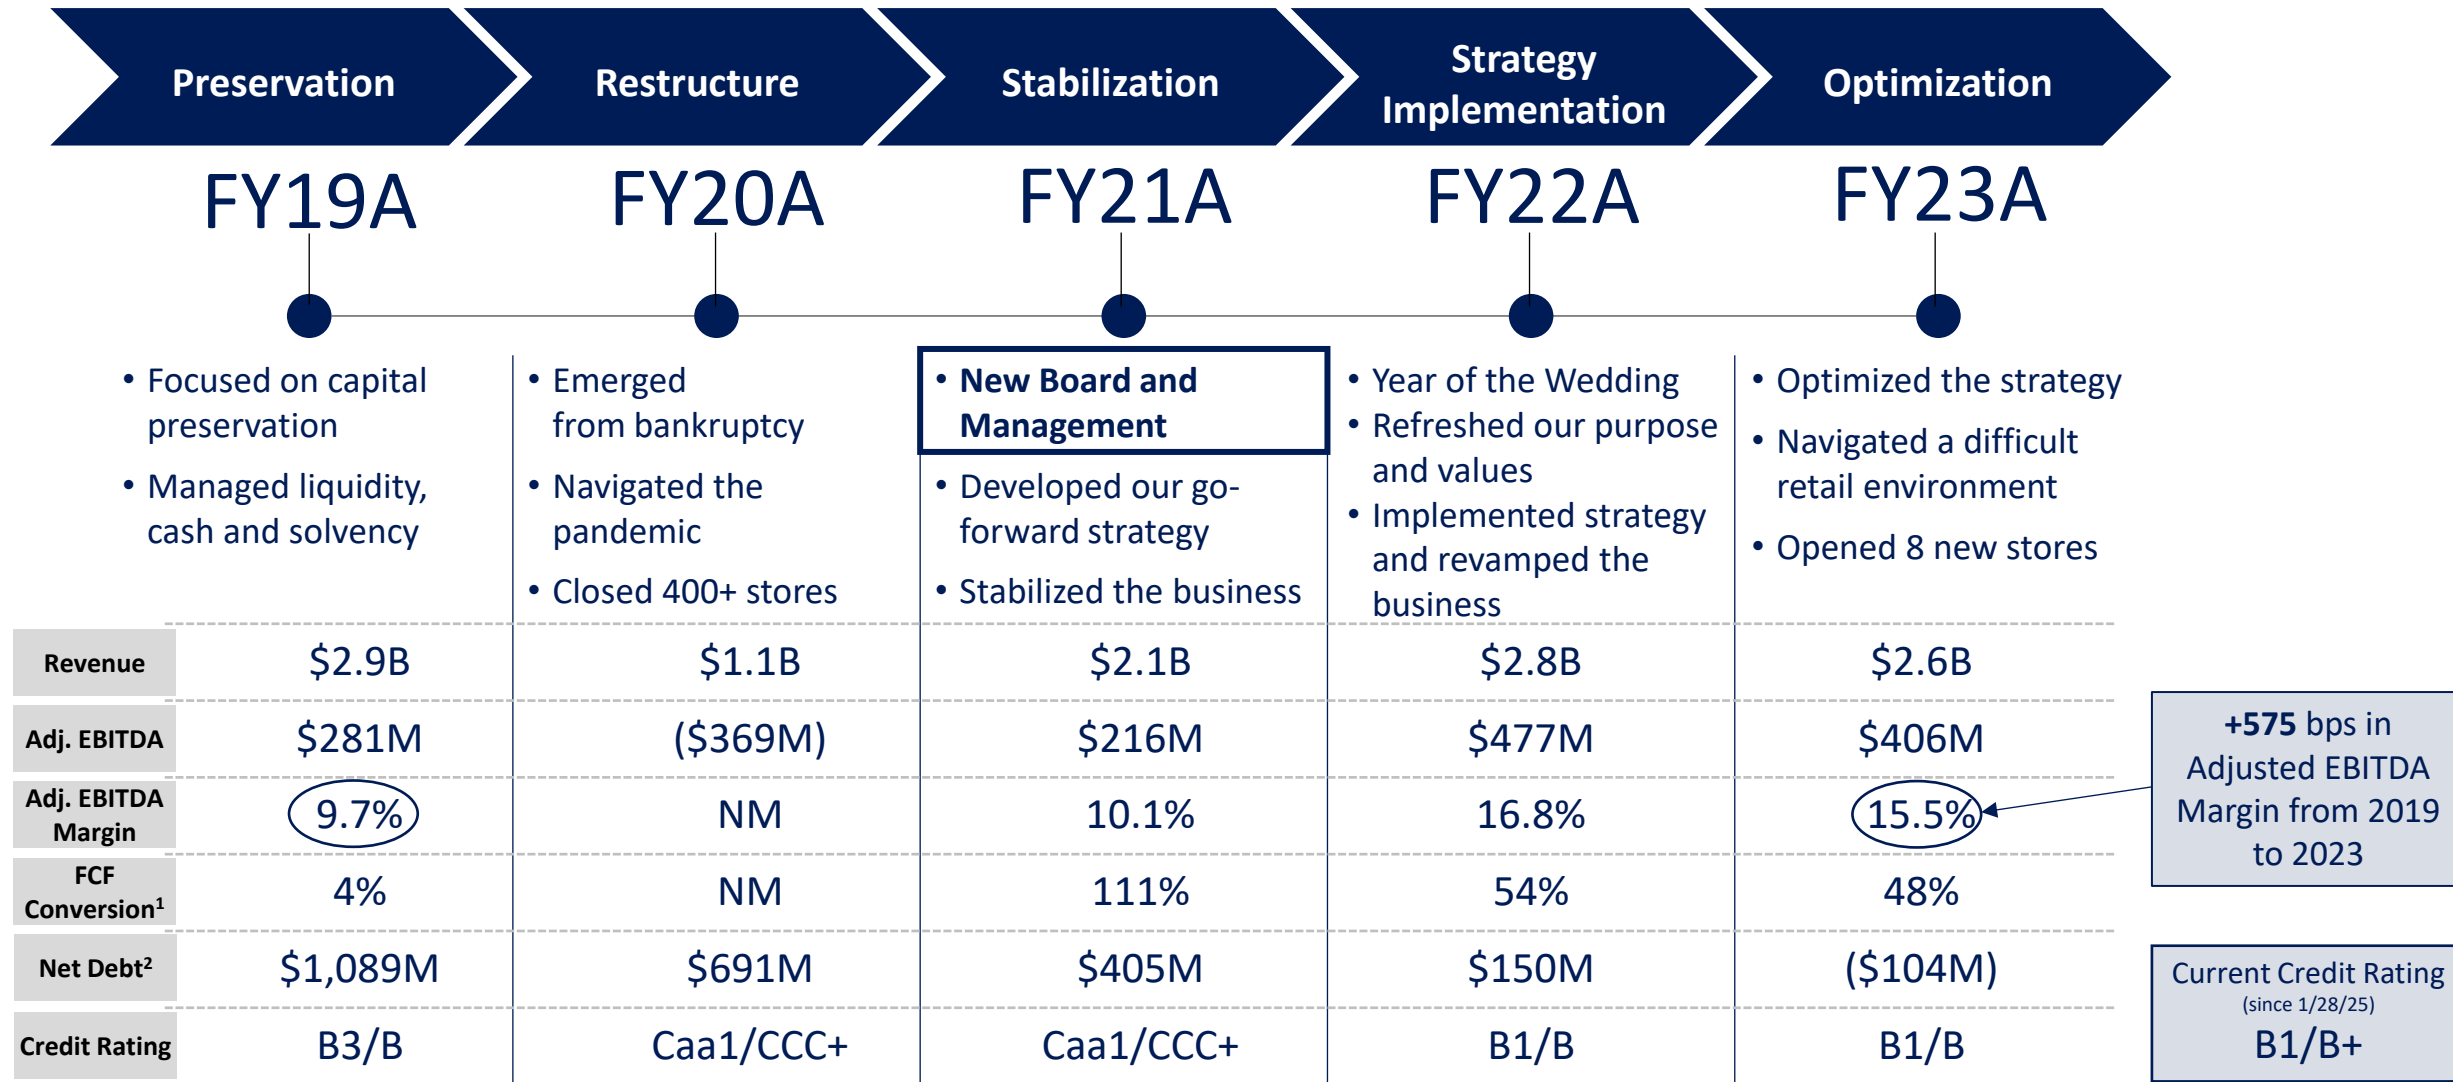 Preservation
Restructure
Stabilization
Strategy
Implementation
Optimization
FY19A
FY20A
FY21A
FY22A
FY23A
• Focused on capital
preservation
• Managed liquidity,
cash and solvency
• Emerged
from bankruptcy
• Navigated the
pandemic
• Closed 400+ stores
• New Board and
Management
• Developed our go-
forward strategy
• Stabilized the business
• Year of the Wedding
• Refreshed our purpose
and values
• Implemented strategy
and revamped the
business
• Optimized the strategy
• Navigated a difficult
retail environment
• Opened 8 new stores
Revenue $2.9B $1.1B $2.1B $2.8B $2.6B
Adj. EBITDA $281M ($369M) $216M $477M $406M
Adj. EBITDA
Margin 9.7% NM 10.1% 16.8% 15.5%
FCF
Conversion1 4% NM 111% 54% 48%
Net Debt2 $1,089M $691M $405M $150M ($104M)
Credit Rating B3/B Caa1/CCC+ Caa1/CCC+ B1/B B1/B
+575 bps in
Adjusted EBITDA
Margin from 2019
to 2023
Current Credit Rating
(since 1/28/25)
B1/B+